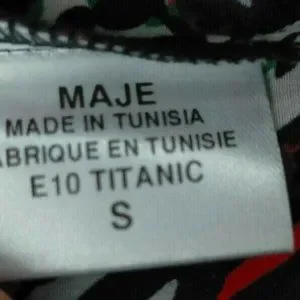 MAJE
MADE IN TUNISIA
ABRIQUE EN TUNISIE
E10 TITANIC
S